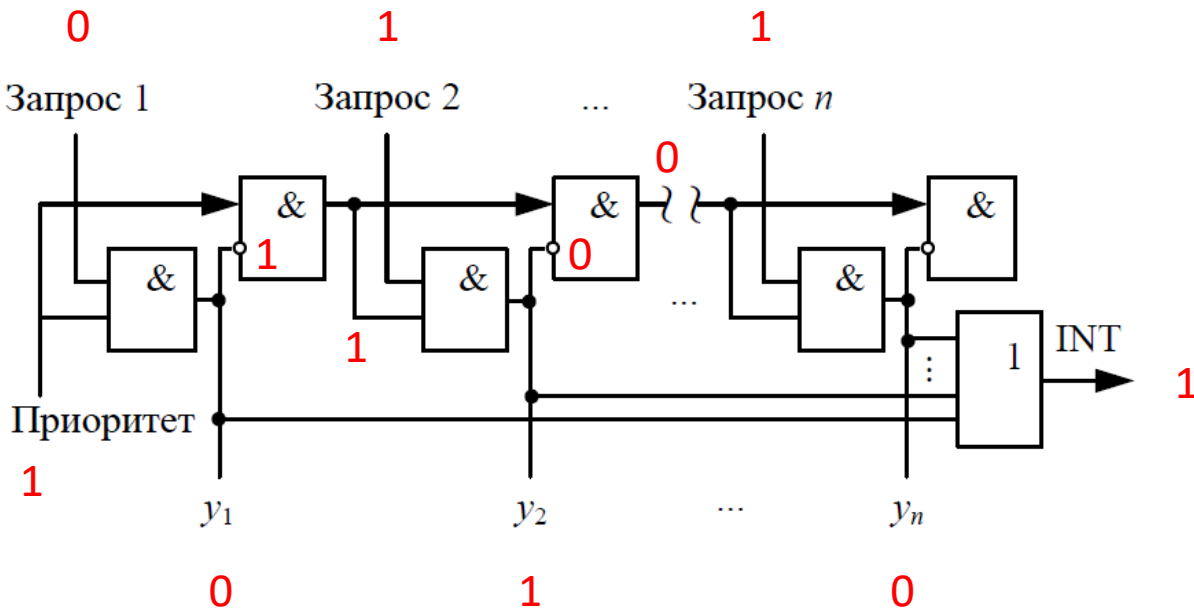 0 1 1
Запрос 1 Запрос 2 ... Запрос n
0
& & &
1 0
& & ... &
1
1 INT
⋮
1
Приоритет
1
y1 y2 ... yn
0 1 0